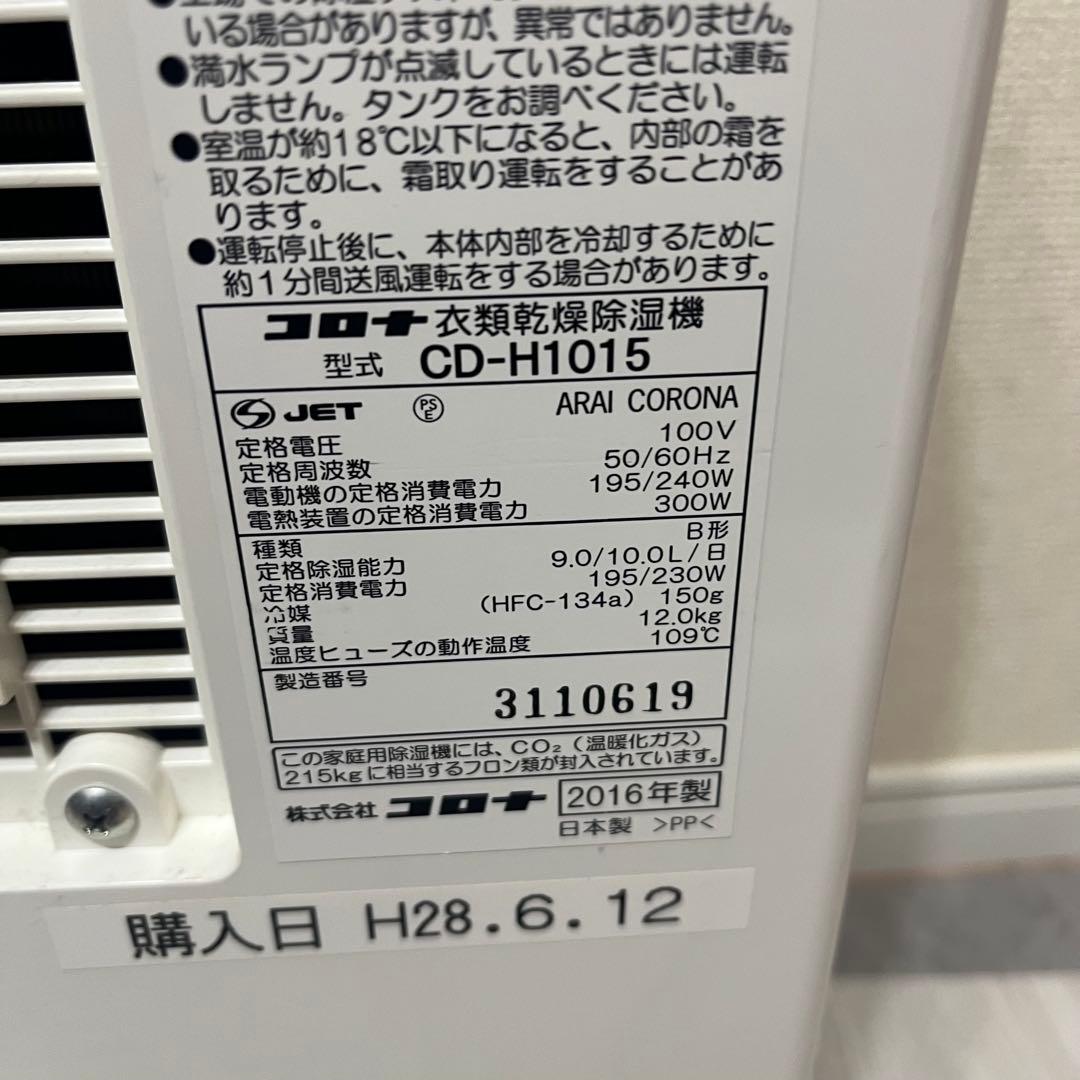 いる場合がありますが、異常ではありません。
●満水ランプが点滅しているときには運転
しません。タンクをお調べください。
●室温が約18℃以下になると、内部の霜を
取るために、霜取り運転をすることがあ
ります。
●運転停止後に、本体内部を冷却するために
約1分間送風運転をする場合があります。
コロナ衣類乾燥除湿機
型式 CD-H1015
JET PSE ARAI CORONA
定格電圧 100V
定格周波数 50/60Hz
電動機の定格消費電力 195/240W
電熱装置の定格消費電力 300W
種類 B形
定格除湿能力 9.0/10.0L/日
定格消費電力 195/230W
冷媒 (HFC-134a) 150g
質量 12.0kg
温度ヒューズの動作温度 109℃
製造番号 3110619
この家庭用除湿機には、CO₂(温暖化ガス)
215kgに相当するフロン類が封入されています。
株式会社 コロナ 2016年製
日本製 >PP<
購入日 H28.6.12